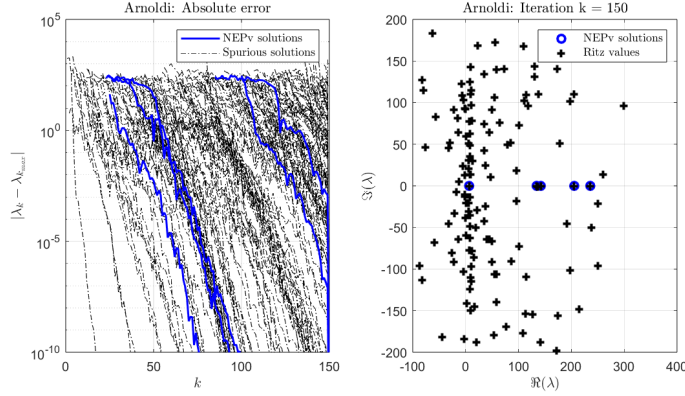 Arnoldi: Absolute error
NEPv solutions
Spurious solutions
10^5
10^0
10^-5
10^-10
|λ_k − λ_{k_max}|
0
50
100
150
k
Arnoldi: Iteration k = 150
NEPv solutions
Ritz values
200
150
100
50
0
-50
-100
-150
-200
ℑ(λ)
-100
0
100
200
300
400
ℜ(λ)